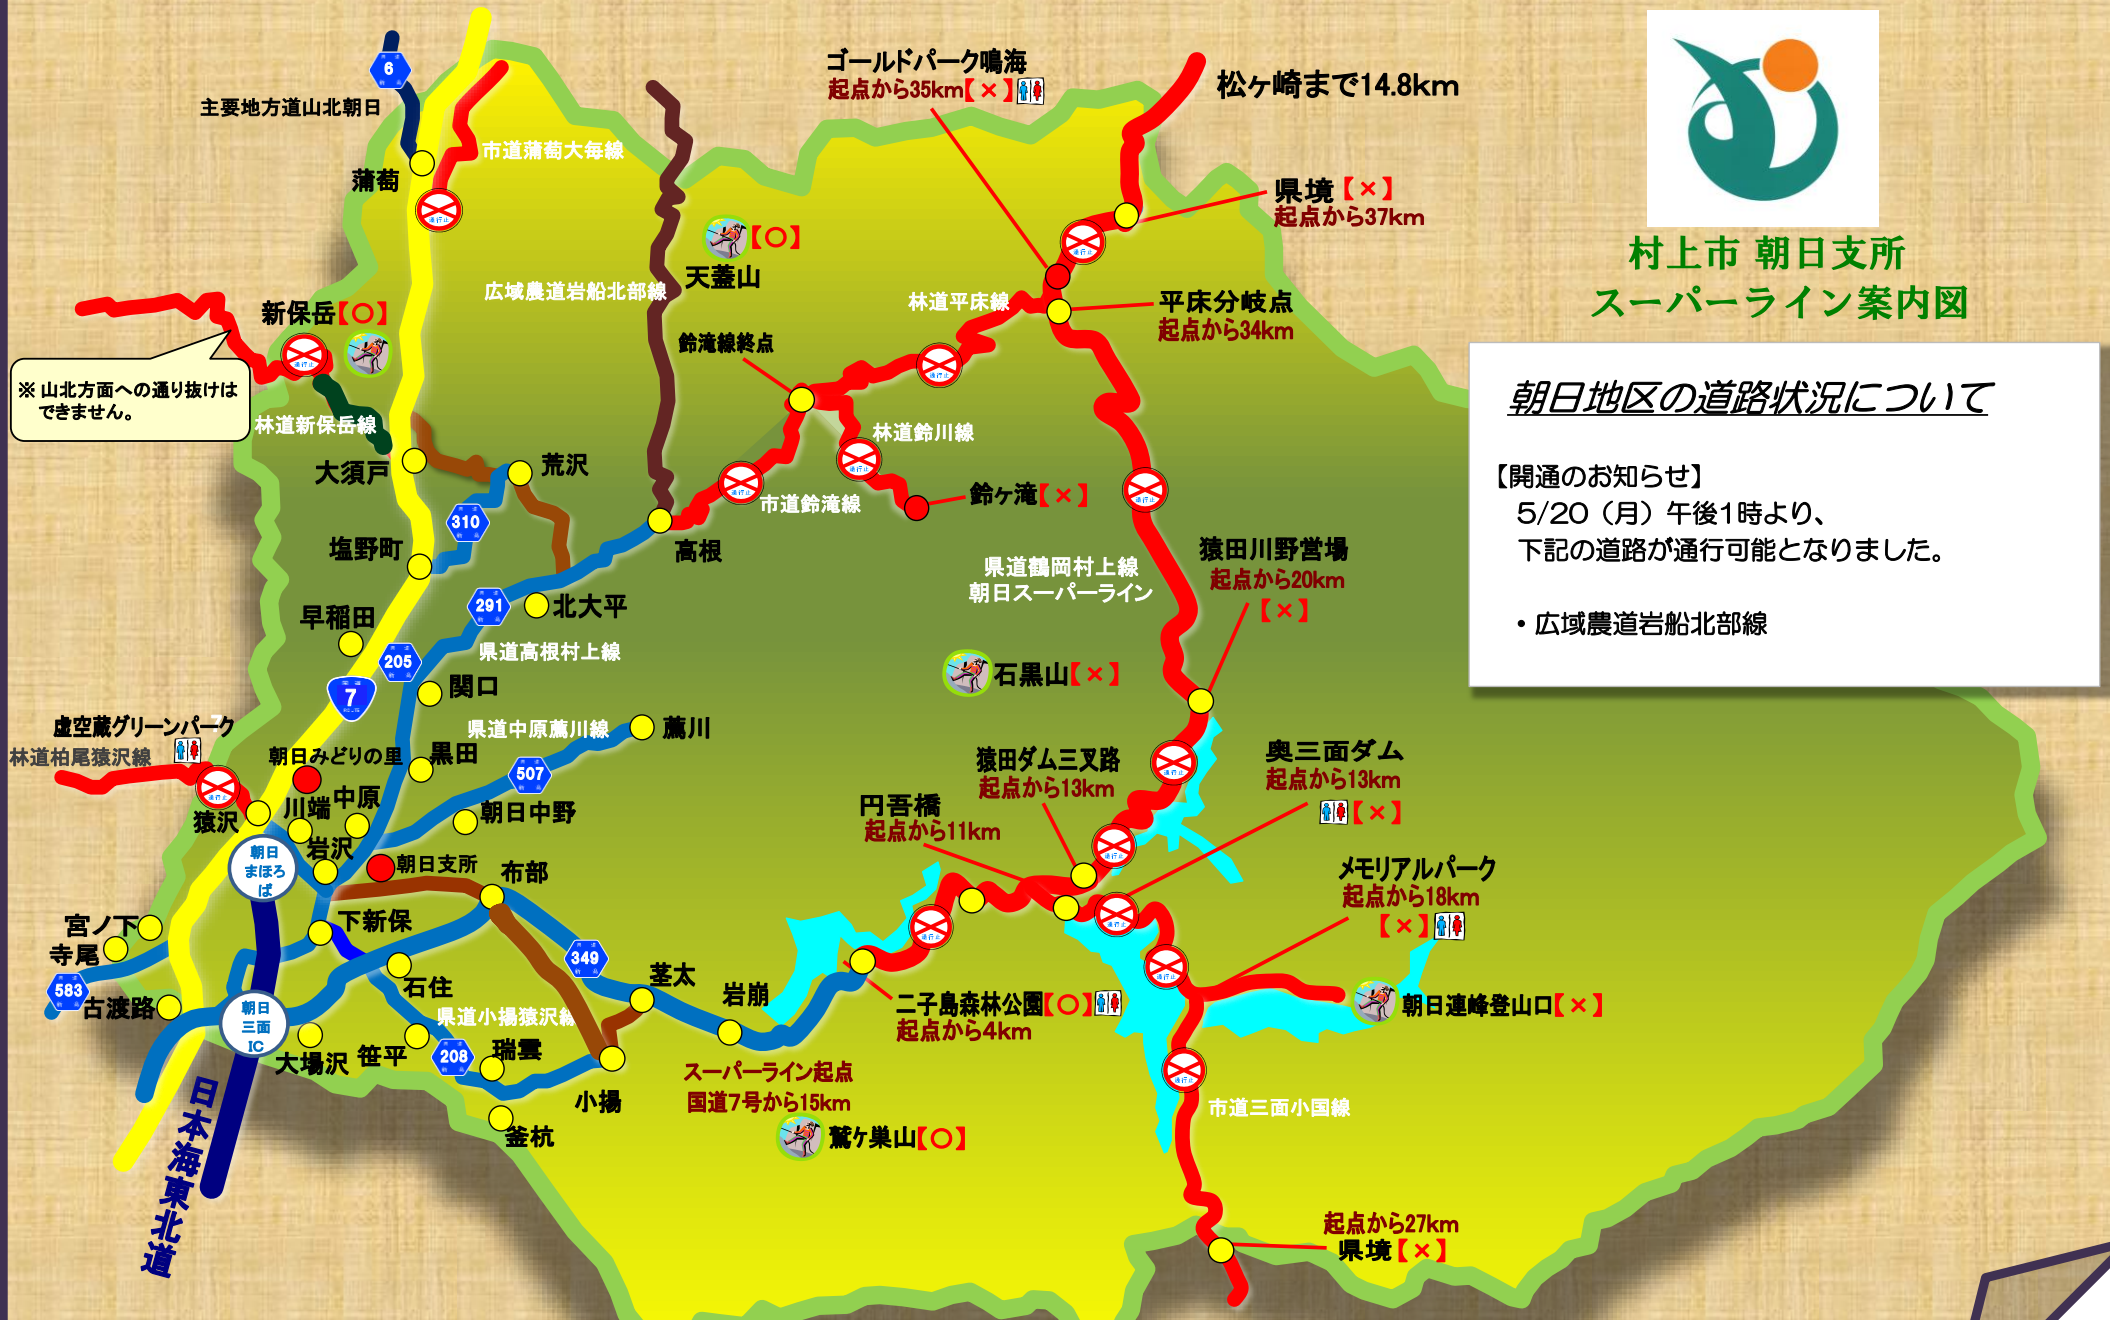 6
主要地方道山北朝日
蒲萄
市道蒲萄大毎線
ゴールドパーク鳴海
起点から35km【×】
松ヶ崎まで14.8km
県境【×】
起点から37km
村上市 朝日支所
スーパーライン案内図
【○】
天蓋山
広域農道岩船北部線
林道平床線
平床分岐点
起点から34km
新保岳【○】
通行止
※山北方面への通り抜けは
できません。
林道新保岳線
鈴滝線終点
林道鈴川線
鈴ヶ滝【×】
市道鈴滝線
朝日地区の道路状況について
【開通のお知らせ】
5/20（月）午後1時より、
下記の道路が通行可能となりました。
・広域農道岩船北部線
大須戸
荒沢
310
塩野町
高根
291
北大平
早稲田
県道高根村上線
205
関口
7
県道鶴岡村上線
朝日スーパーライン
猿田川野営場
起点から20km
【×】
石黒山【×】
虚空蔵グリーンパーク
林道柏尾猿沢線
朝日みどりの里
黒田
県道中原薦川線
薦川
507
朝日中野
猿沢
川端
中原
岩沢
朝日
まほろ
ば
朝日支所
布部
猿田ダム三叉路
起点から13km
奥三面ダム
起点から13km
【×】
円吾橋
起点から11km
メモリアルパーク
起点から18km
【×】
宮ノ下
寺尾
583
古渡路
下新保
石住
349
茎太
岩崩
二子島森林公園【○】
起点から4km
朝日連峰登山口【×】
朝日
三面
IC
大場沢
笹平
県道小揚猿沢線
208
瑞雲
小揚
釜杭
スーパーライン起点
国道7号から15km
鷲ヶ巣山【○】
市道三面小国線
起点から27km
県境【×】
日本海東北道